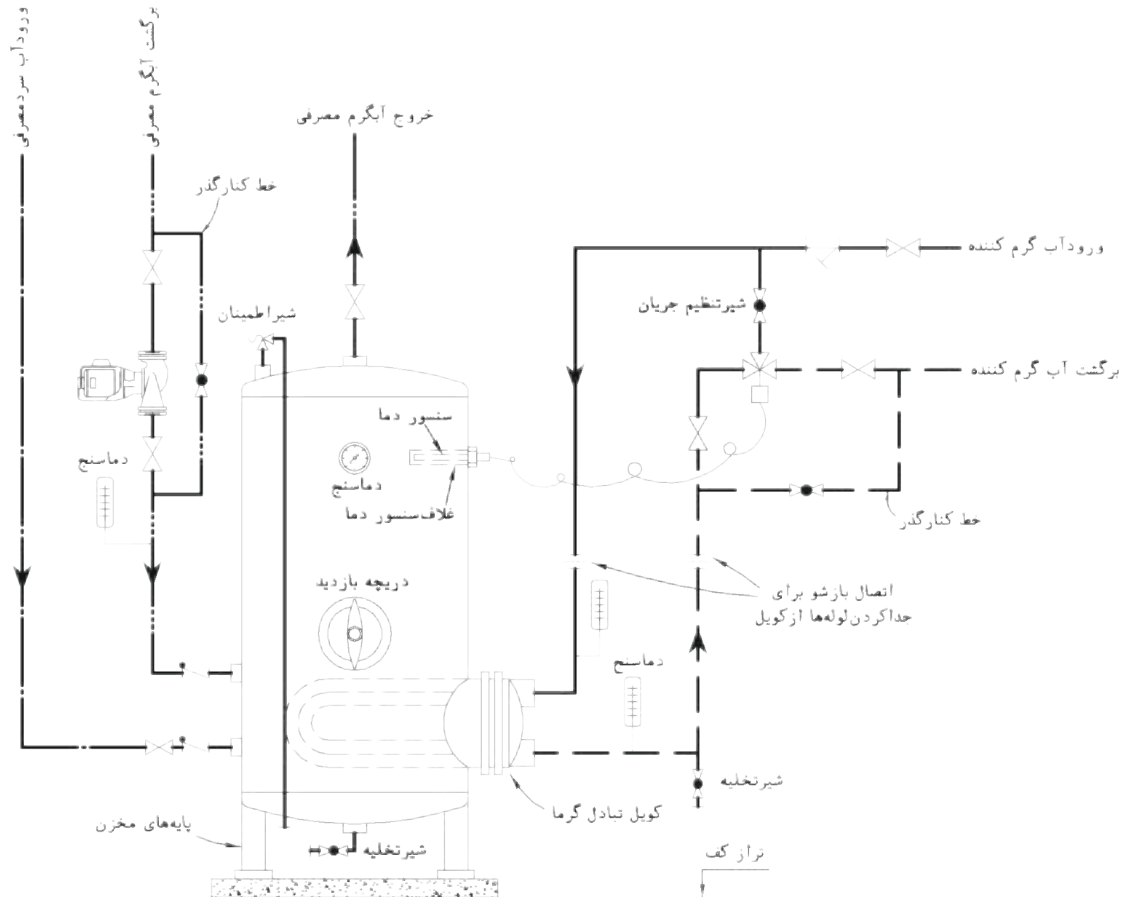 ورودآب سردمصرفی
برگشت آبگرم مصرفی
خروج آبگرم مصرفی
خط کنارگذر
ورودآب گرم کننده
شیرتنظیم جریان
شیراطمینان
برگشت آب گرم کننده
سنسور دما
دماسنج
دماسنج
غلاف‌سنسور دما
خط کنارگذر
دریچه بازدید
اتصال بازشو برای
جداکردن‌لوله‌ها ازکویل
دماسنج
شیرتخلیه
کویل تبادل گرما
پایه‌های مخزن
شیرتخلیه
تراز کف